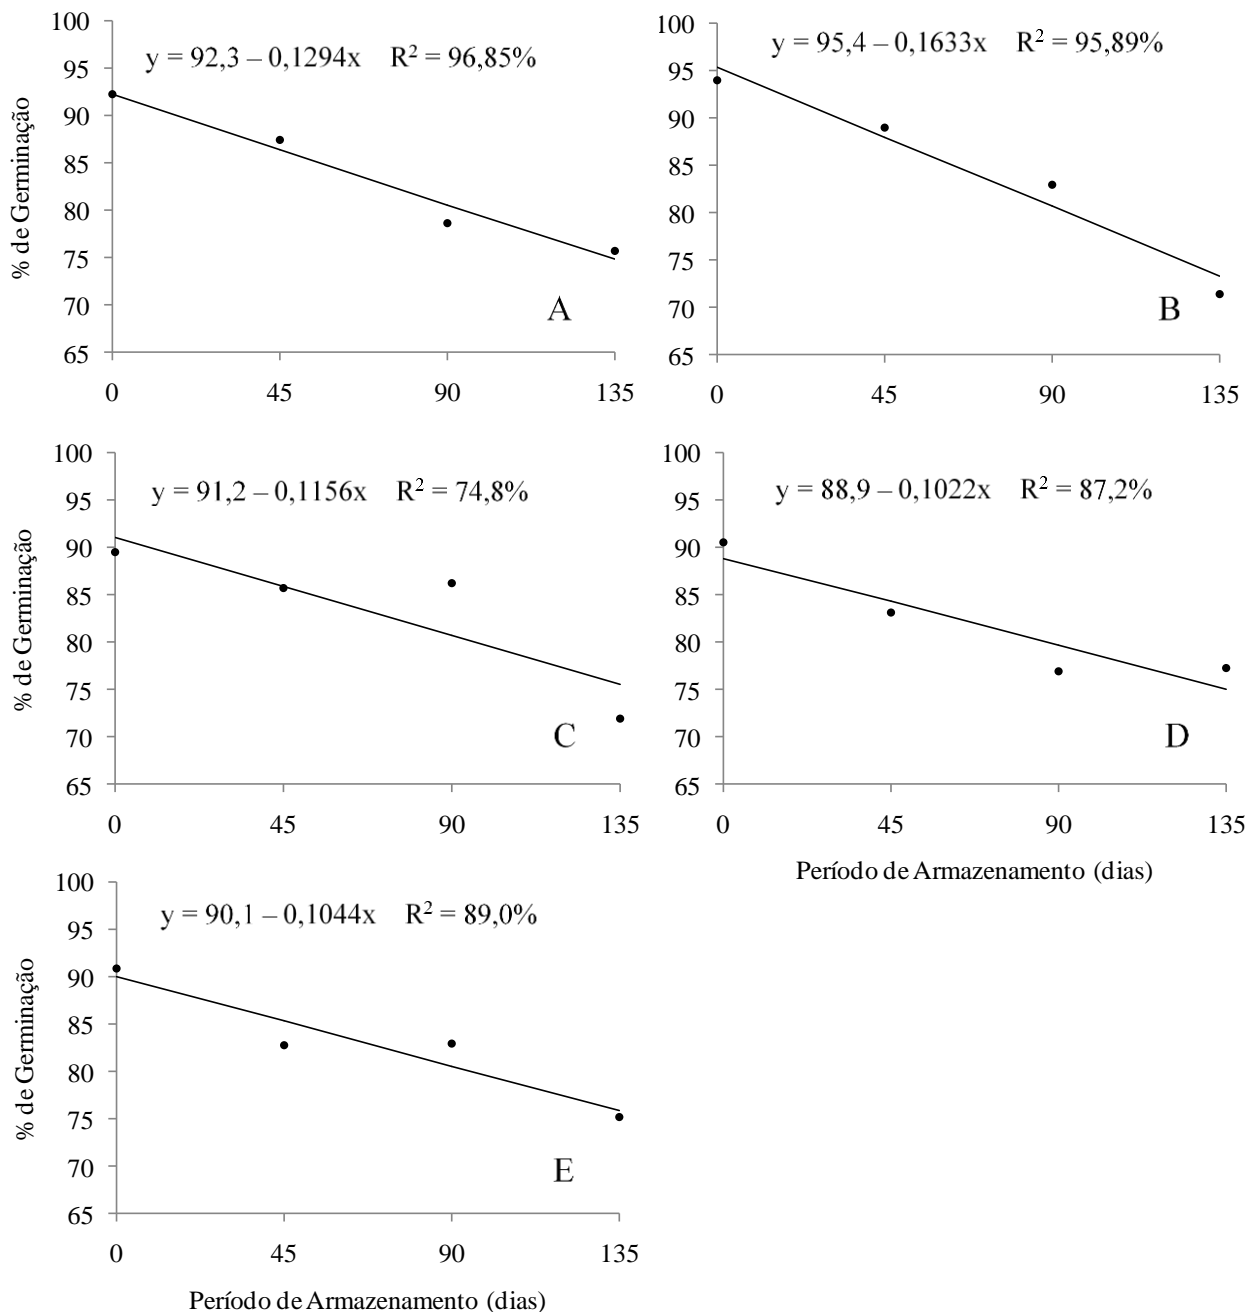 y = 92,3 – 0,1294x R² = 96,85%
100
95
90
85
80
75
70
65
% de Germinação
A
0 45 90 135
y = 95,4 – 0,1633x R² = 95,89%
100
95
90
85
80
75
70
65
B
0 45 90 135
y = 91,2 – 0,1156x R² = 74,8%
100
95
90
85
80
75
70
65
% de Germinação
C
0 45 90 135
y = 88,9 – 0,1022x R² = 87,2%
100
95
90
85
80
75
70
65
D
0 45 90 135
Período de Armazenamento (dias)
y = 90,1 – 0,1044x R² = 89,0%
100
95
90
85
80
75
70
65
% de Germinação
E
0 45 90 135
Período de Armazenamento (dias)